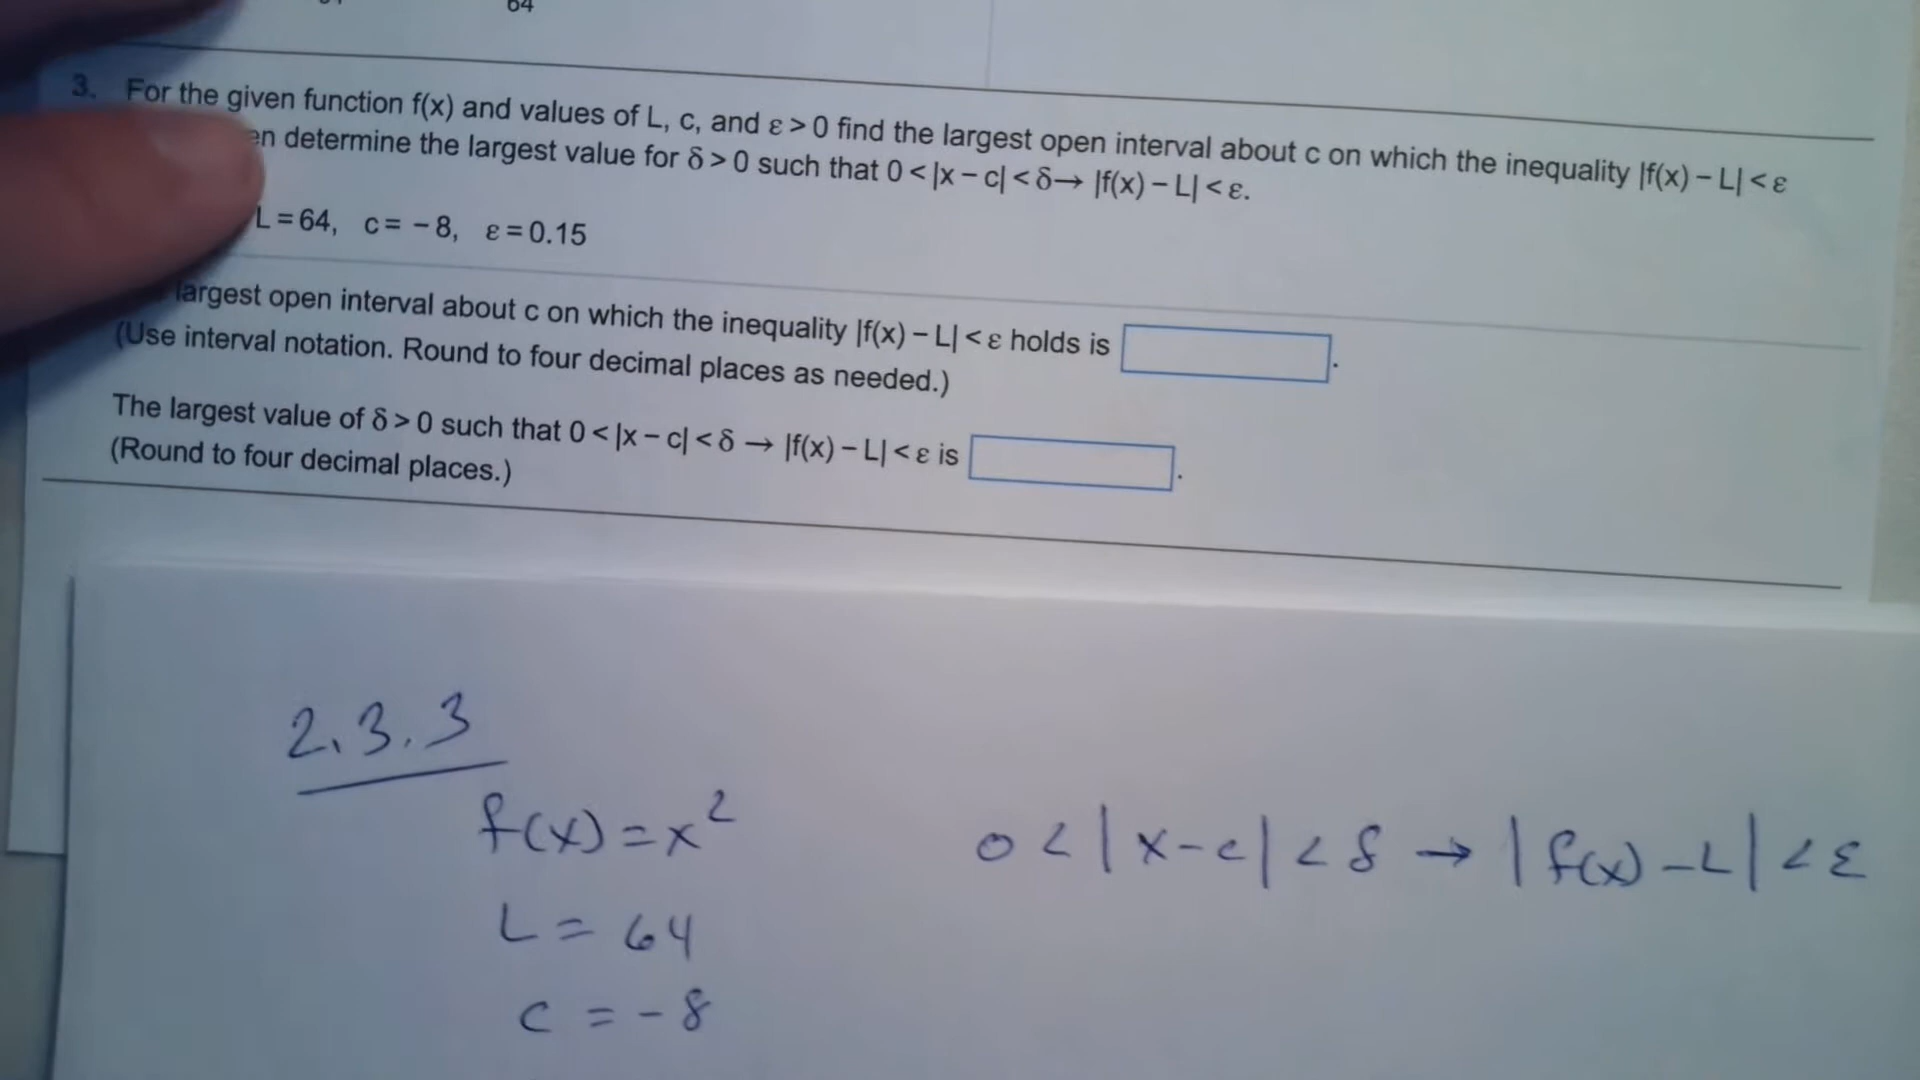 64
3. For the given function f(x) and values of L, c, and ε > 0 find the largest open interval about c on which the inequality |f(x) − L| < ε
determine the largest value for δ > 0 such that 0 < |x − c| < δ→ |f(x) − L| < ε.
L = 64, c = − 8, ε = 0.15
largest open interval about c on which the inequality |f(x) − L| < ε holds is .
(Use interval notation. Round to four decimal places as needed.)
The largest value of δ > 0 such that 0 < |x − c| < δ → |f(x) − L| < ε is .
(Round to four decimal places.)
2.3.3
f(x) = x²
0 < |x - c| < δ → |f(x) - L| < ε
L = 64
c = - 8